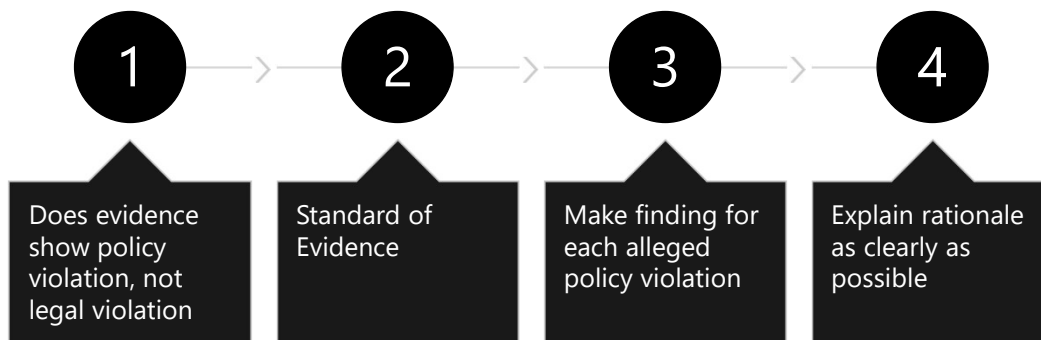 1
2
3
4
Does evidence
show policy
violation, not
legal violation
Standard of
Evidence
Make finding for
each alleged
policy violation
Explain rationale
as clearly as
possible